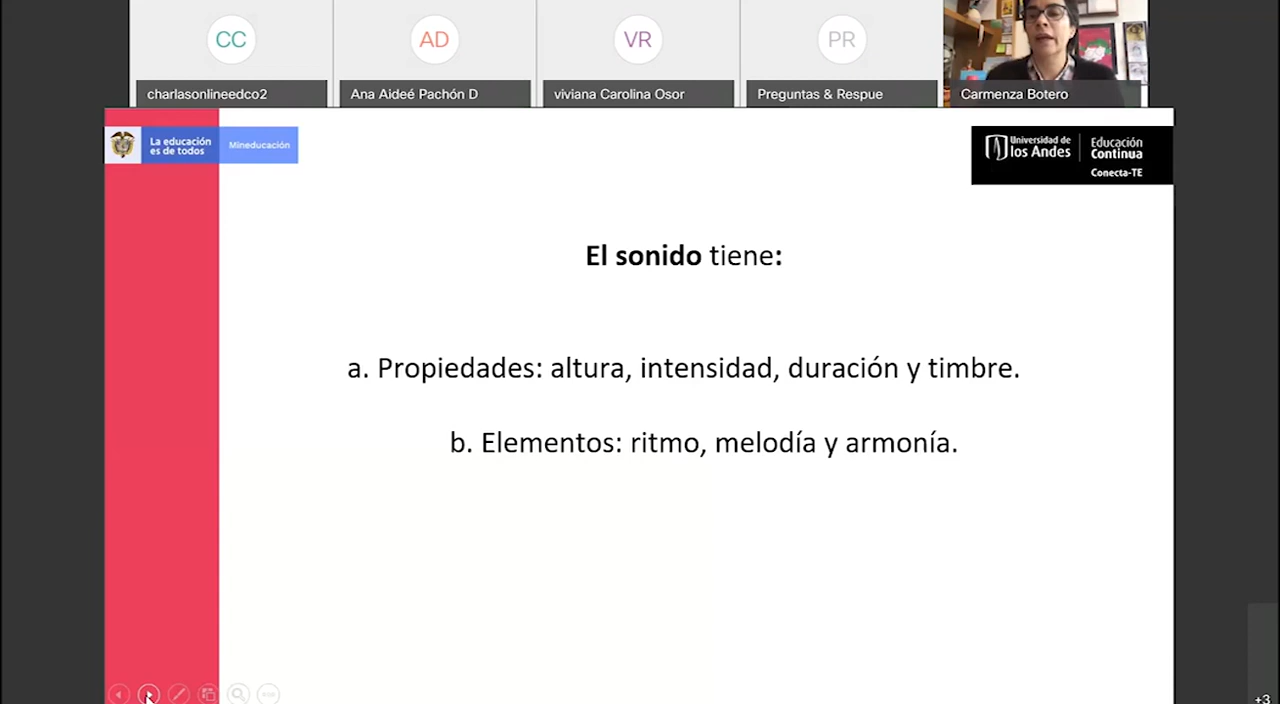 CC
AD
VR
PR
charlasonlineedco2
Ana Aideé Pachón D
viviana Carolina Osor
Preguntas & Respue
Carmenza Botero
La educación
es de todos
Mineducación
Universidad de
los Andes
Educación
Continua
Conecta-TE
El sonido tiene:
a. Propiedades: altura, intensidad, duración y timbre.
b. Elementos: ritmo, melodía y armonía.
+3